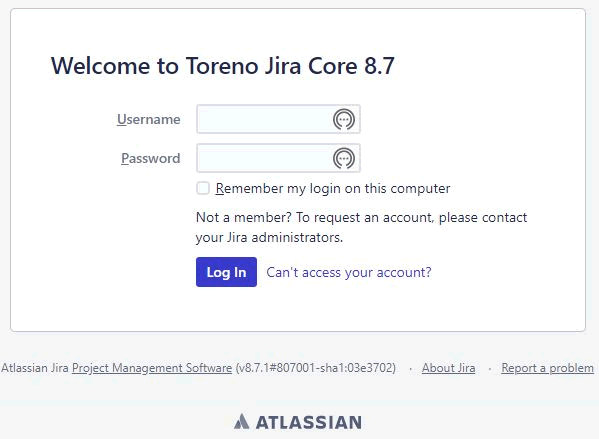 Welcome to Toreno Jira Core 8.7
Username
Password
Remember my login on this computer
Not a member? To request an account, please contact
your Jira administrators.
Log In Can't access your account?
Atlassian Jira Project Management Software (v8.7.1#807001-sha1:03e3702) · About Jira · Report a problem
ATLASSIAN